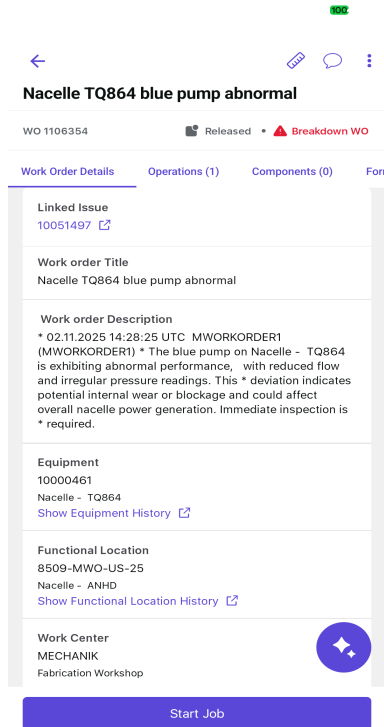 100
Nacelle TQ864 blue pump abnormal
WO 1106354
Released • Breakdown WO
Work Order Details
Operations (1)
Components (0)
For
Linked Issue
10051497
Work order Title
Nacelle TQ864 blue pump abnormal
Work order Description
* 02.11.2025 14:28:25 UTC MWORKORDER1
(MWORKORDER1) * The blue pump on Nacelle - TQ864
is exhibiting abnormal performance, with reduced flow
and irregular pressure readings. This * deviation indicates
potential internal wear or blockage and could affect
overall nacelle power generation. Immediate inspection is
* required.
Equipment
10000461
Nacelle - TQ864
Show Equipment History
Functional Location
8509-MWO-US-25
Nacelle - ANHD
Show Functional Location History
Work Center
MECHANIK
Fabrication Workshop
Start Job